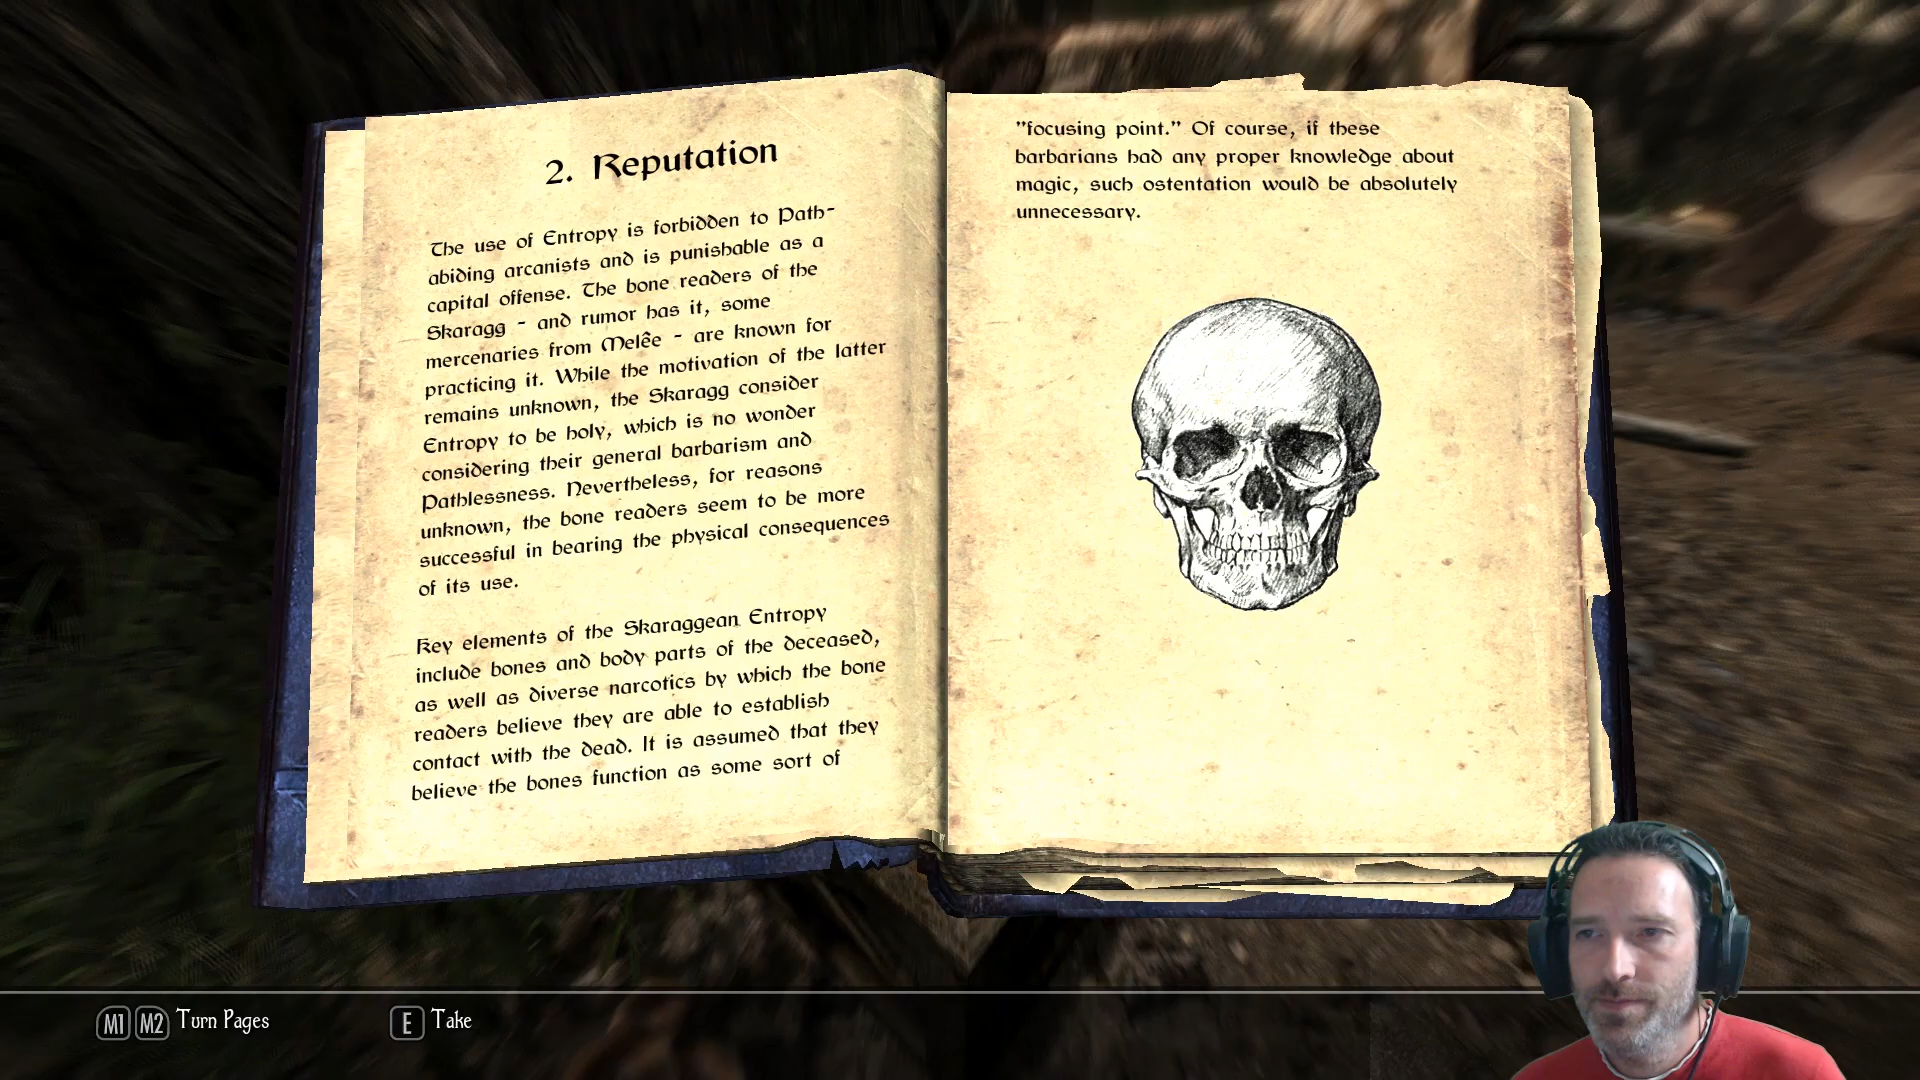 2. Reputation
The use of Entropy is forbidden to Path-
abiding arcanists and is punishable as a
capital offense. The bone readers of the
Skaragg - and rumor has it, some
mercenaries from Melêe - are known for
practicing it. While the motivation of the latter
remains unknown, the Skaragg consider
Entropy to be holy, which is no wonder
considering their general barbarism and
Pathlessness. Nevertheless, for reasons
unknown, the bone readers seem to be more
successful in bearing the physical consequences
of its use.
Key elements of the Skaraggean Entropy
include bones and body parts of the deceased,
as well as diverse narcotics by which the bone
readers believe they are able to establish
contact with the dead. It is assumed that they
believe the bones function as some sort of
"focusing point." Of course, if these
barbarians had any proper knowledge about
magic, such ostentation would be absolutely
unnecessary.
M1 M2 Turn Pages
E Take